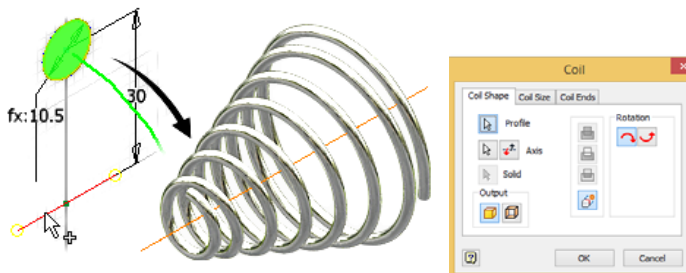 fx:10.5
30
Coil
Coil Shape Coil Size Coil Ends
Profile
Axis
Solid
Output
Rotation
OK Cancel